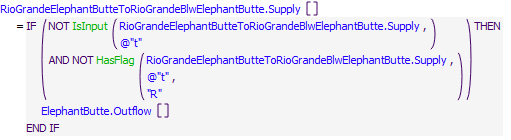 RioGrandeElephantButteToRioGrandeBlwElephantButte.Supply []
= IF ( NOT IsInput ( RioGrandeElephantButteToRioGrandeBlwElephantButte.Supply , ) ) THEN
@"t"
AND NOT HasFlag ( RioGrandeElephantButteToRioGrandeBlwElephantButte.Supply , )
@"t" ,
"R"
ElephantButte.Outflow []
END IF